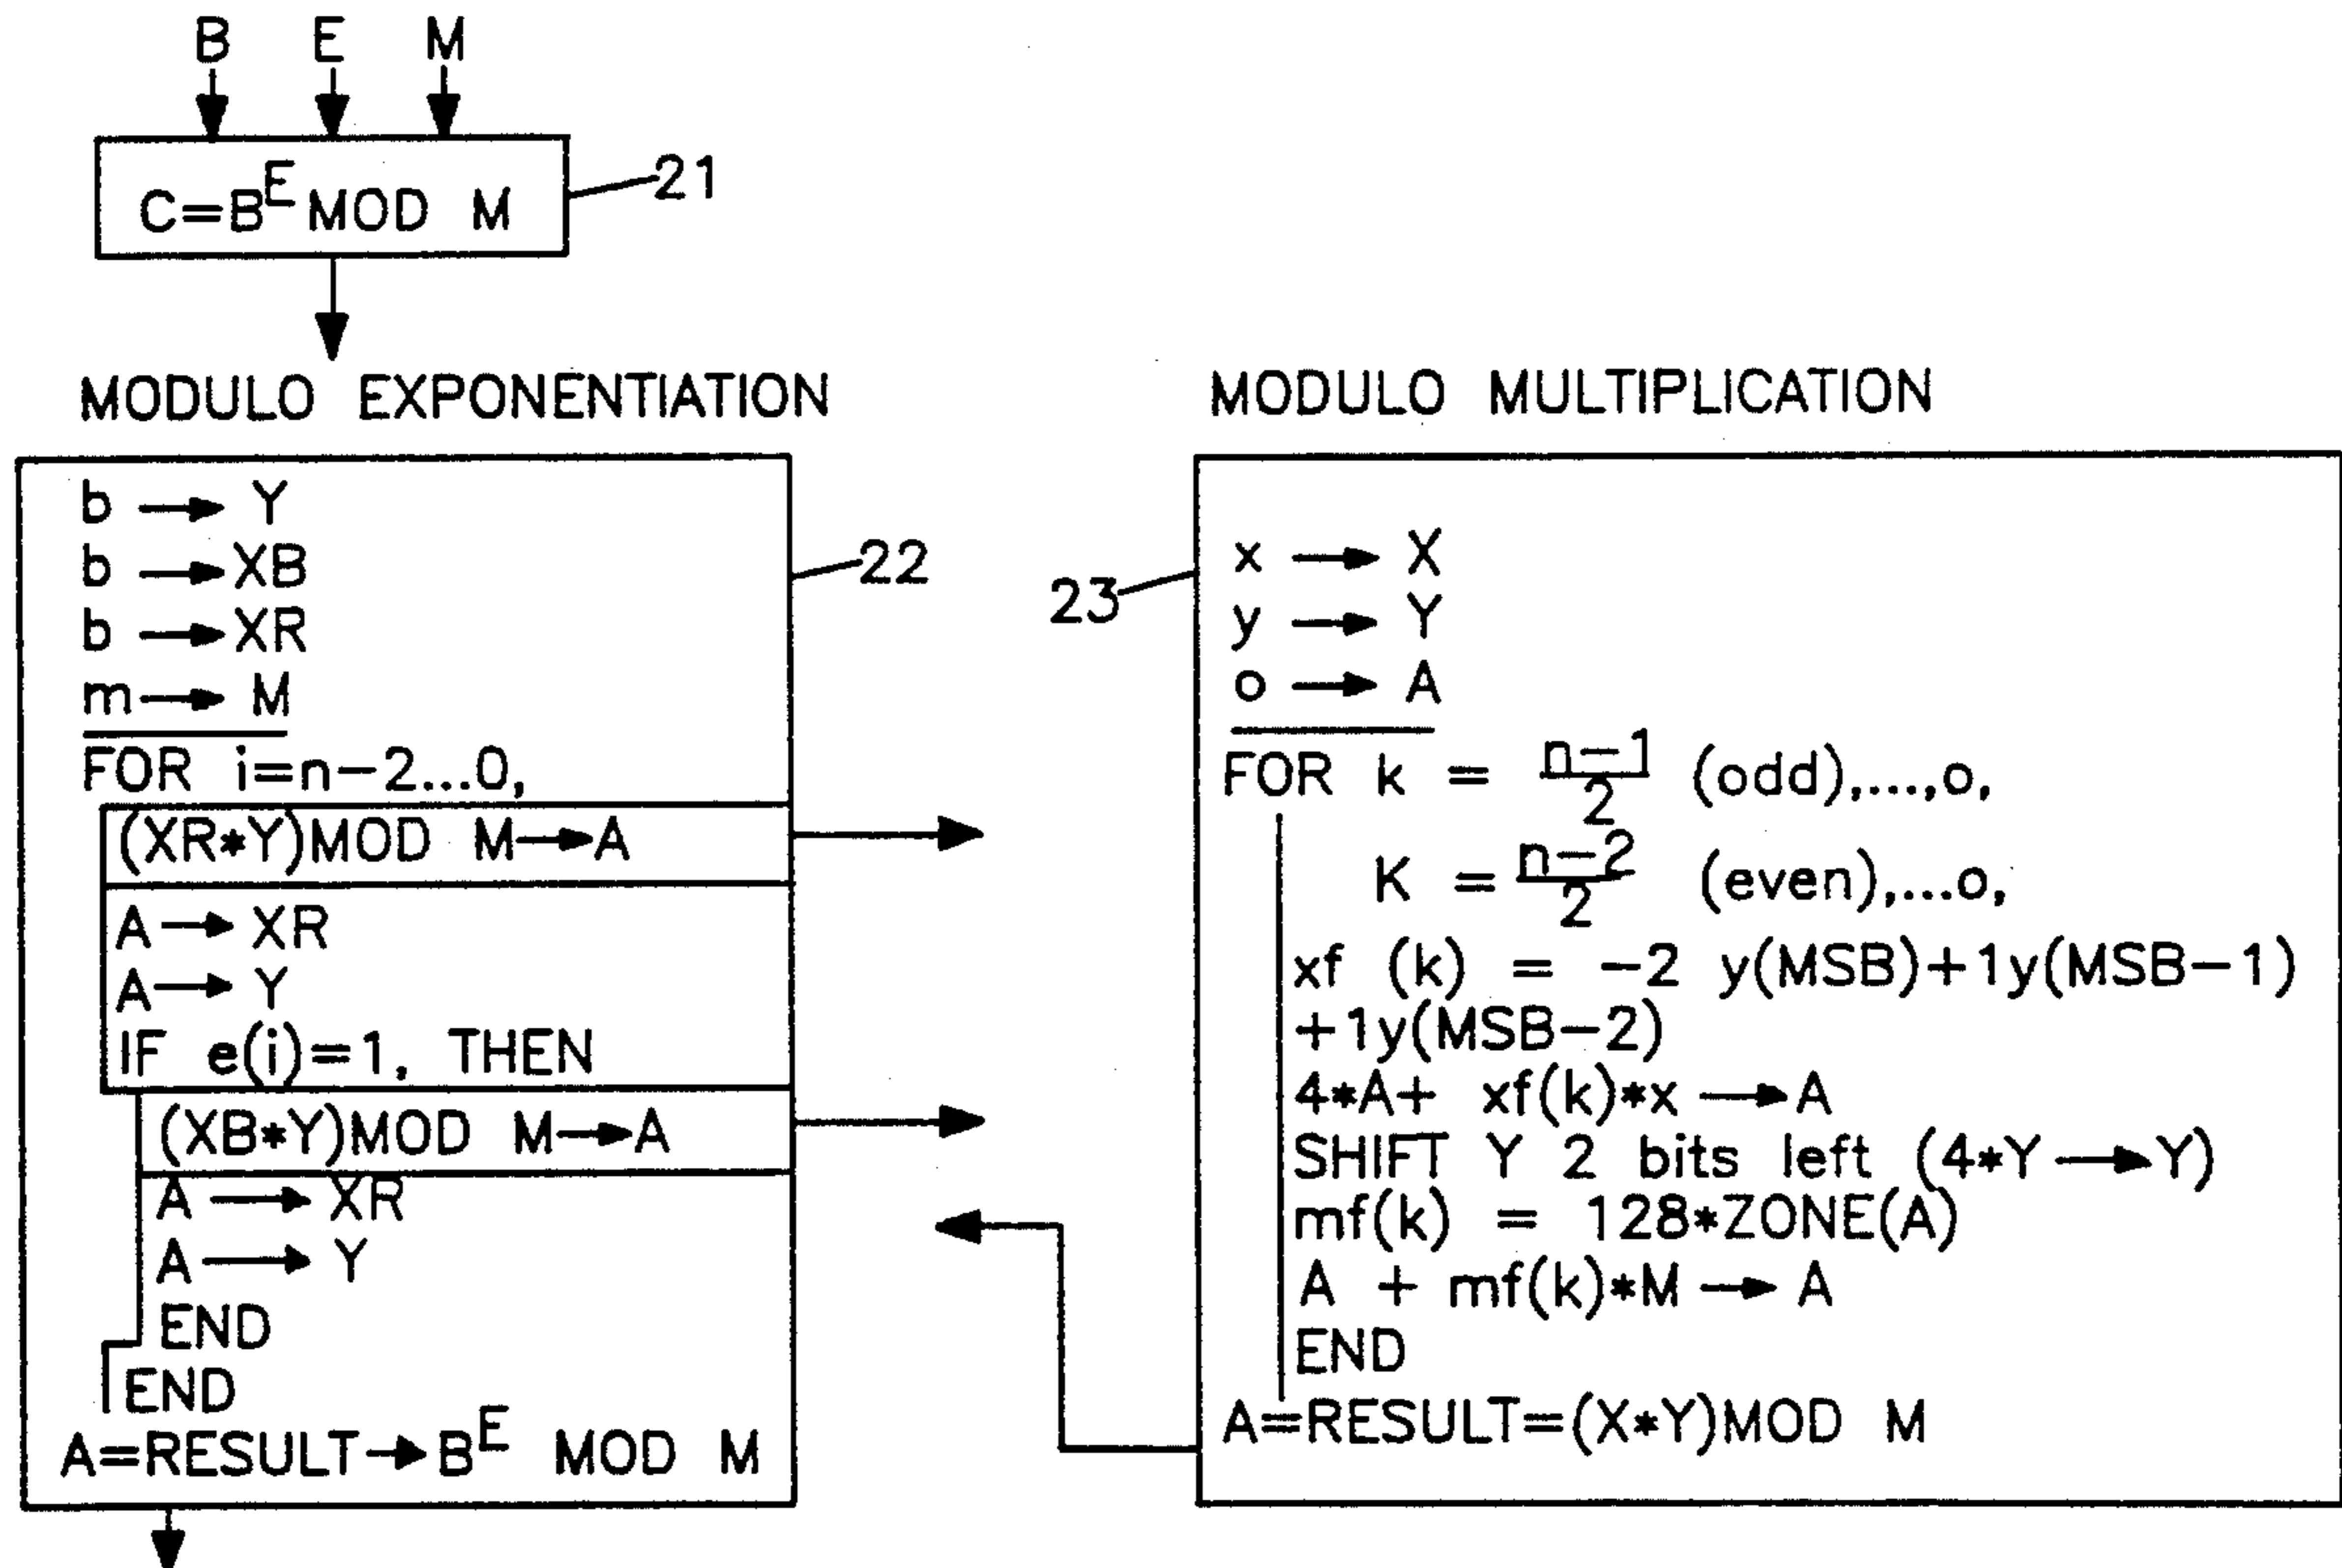 B E M
C=B^E MOD M
21
MODULO EXPONENTIATION
b → Y
b → XB
b → XR
m → M
22
FOR i=n-2...0,
(XR*Y)MOD M→A
A → XR
A → Y
IF e(i)=1, THEN
(XB*Y)MOD M→A
A → XR
A → Y
END
END
A=RESULT→B^E MOD M
MODULO MULTIPLICATION
23
x → X
y → Y
o → A
FOR k = n-1/2 (odd),...,o,
K = n-2/2 (even),...o,
xf (k) = -2 y(MSB)+1y(MSB-1)
+1y(MSB-2)
4*A+ xf(k)*x → A
SHIFT Y 2 bits left (4*Y → Y)
mf(k) = 128*ZONE(A)
A + mf(k)*M → A
END
A=RESULT=(X*Y)MOD M